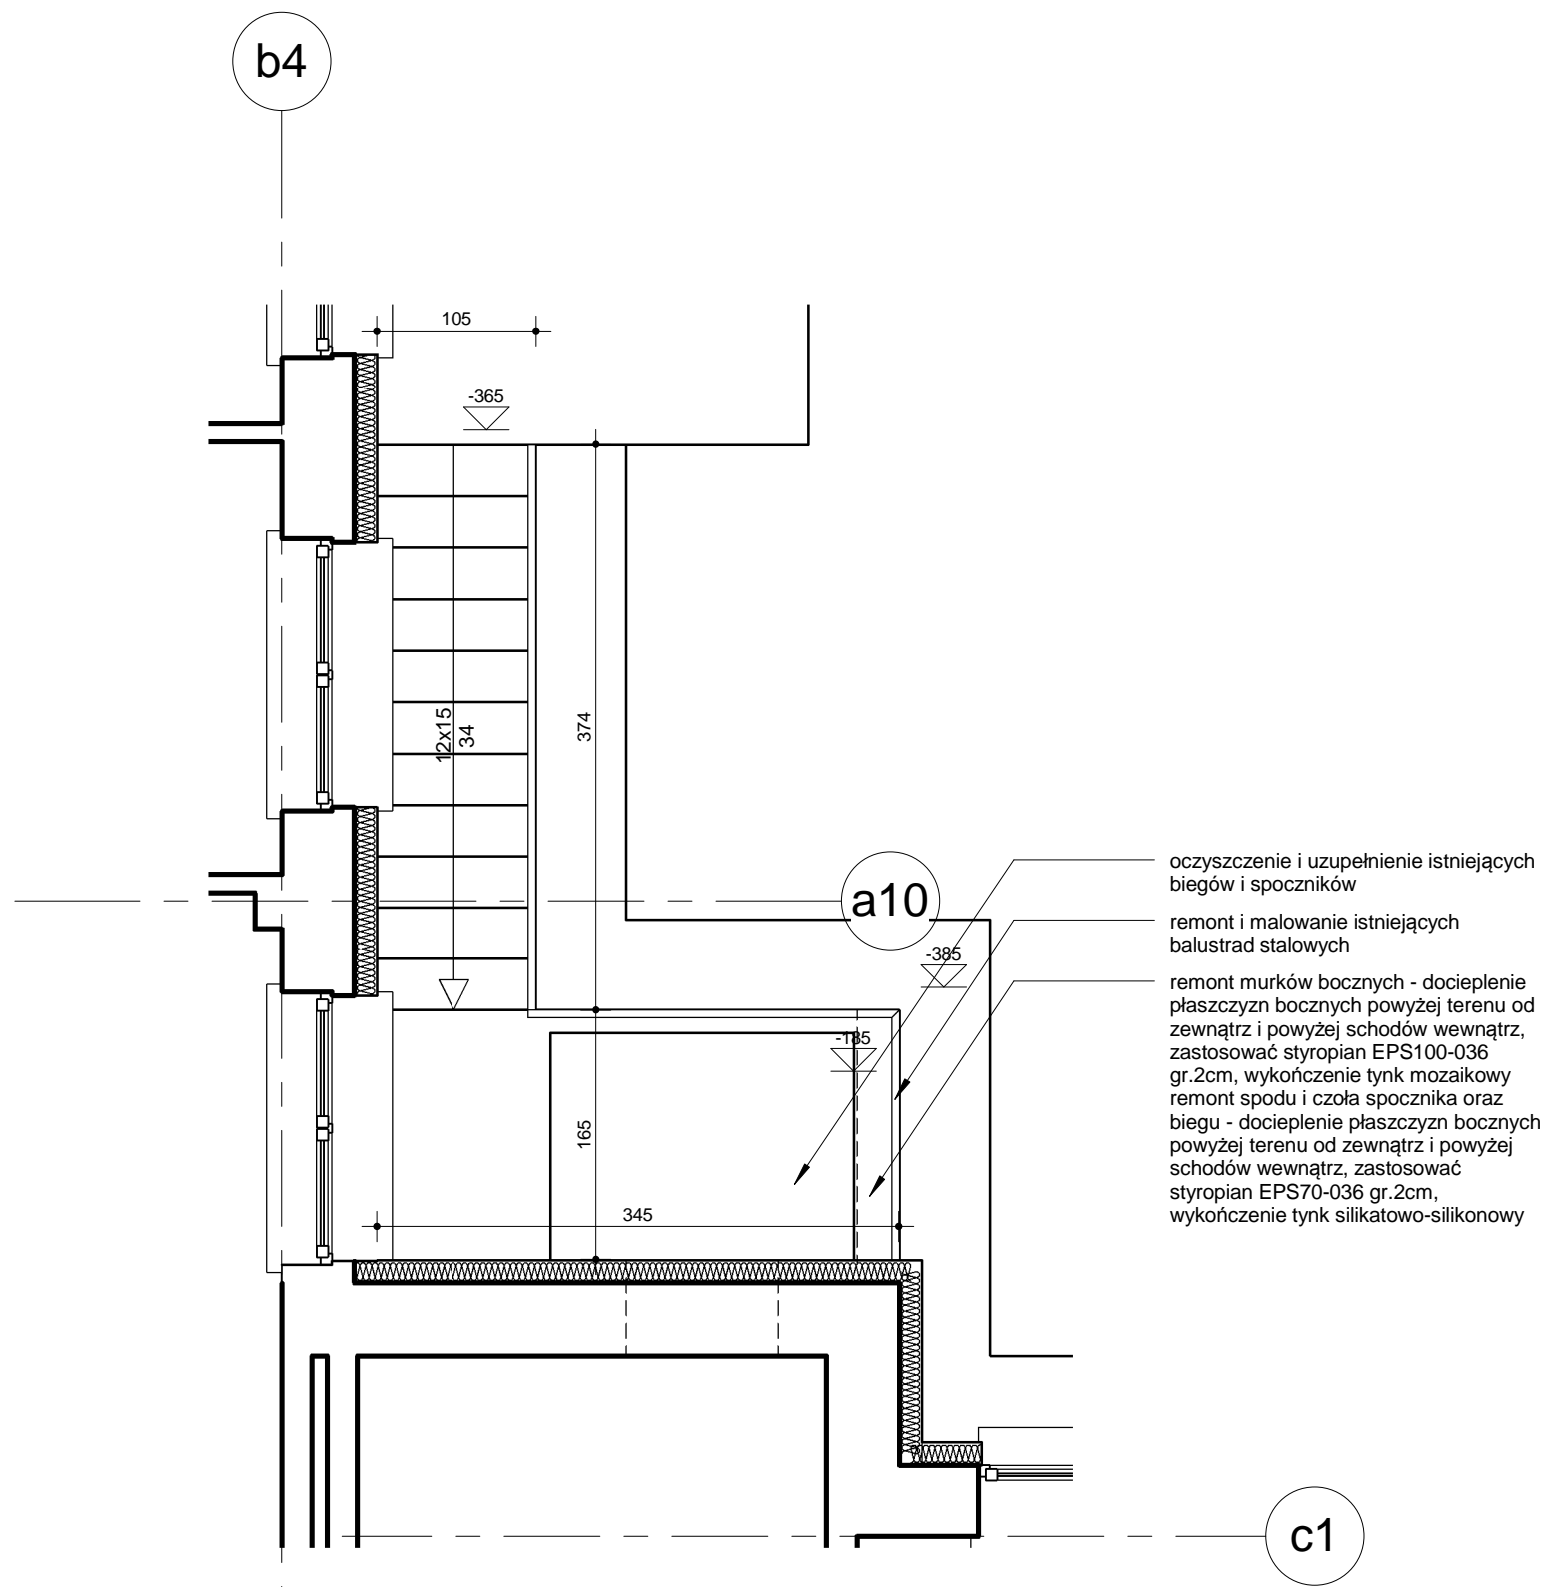 b4
105
-365
12x15
34
374
a10
-385
-185
165
345
oczyszczenie i uzupełnienie istniejących
biegów i spoczników
remont i malowanie istniejących
balustrad stalowych
remont murków bocznych - docieplenie
płaszczyzn bocznych powyżej terenu od
zewnątrz i powyżej schodów wewnątrz,
zastosować styropian EPS100-036
gr.2cm, wykończenie tynk mozaikowy
remont spodu i czoła spocznika oraz
biegu - docieplenie płaszczyzn bocznych
powyżej terenu od zewnątrz i powyżej
schodów wewnątrz, zastosować
styropian EPS70-036 gr.2cm,
wykończenie tynk silikatowo-silikonowy
c1